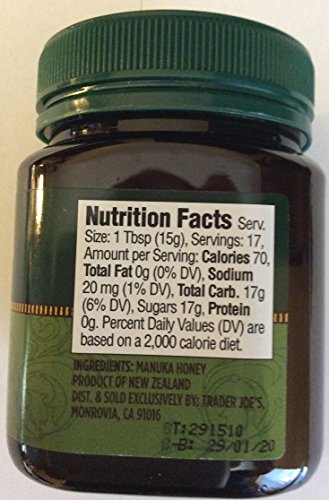 Nutrition Facts Serv.
Size: 1 Tbsp (15g), Servings: 17,
Amount per Serving: Calories 70,
Total Fat 0g (0% DV), Sodium
20 mg (1% DV), Total Carb. 17g
(6% DV), Sugars 17g, Protein
0g. Percent Daily Values (DV) are
based on a 2,000 calorie diet.
INGREDIENTS: MANUKA HONEY
PRODUCT OF NEW ZEALAND
DIST. & SOLD EXCLUSIVELY BY: TRADER JOE'S,
MONROVIA, CA 91016
BT:291510
B-B: 29/01/20